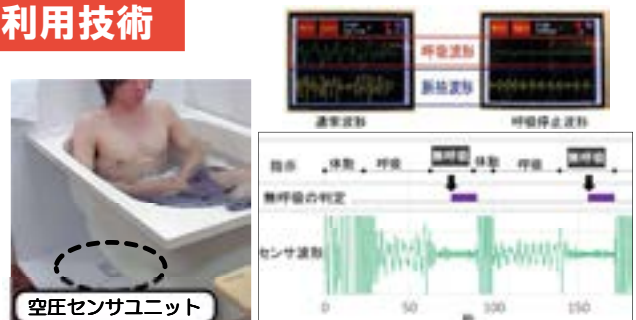 利用技術
呼吸波形
脈拍波形
通常波形
呼吸停止波形
指示
体動
呼吸
無呼吸
体動
呼吸
無呼吸
無呼吸の判定
センサ波形
0
50
100
150
秒
空圧センサユニット